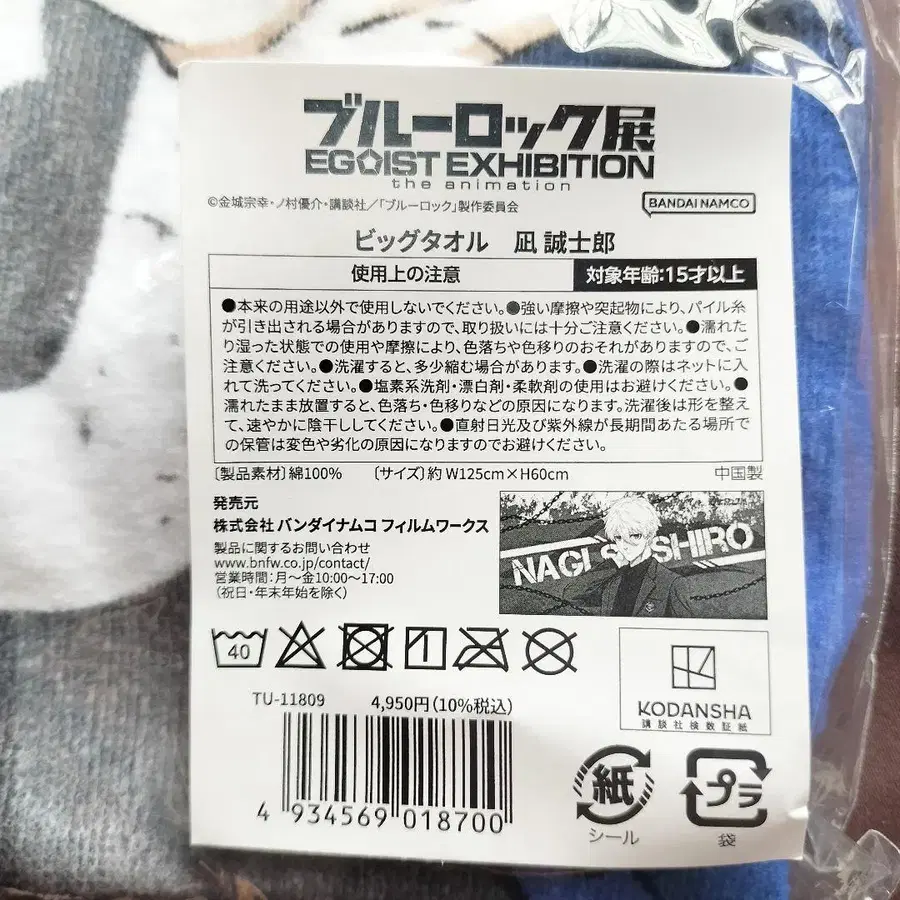 ブルーロック展
EGOIST EXHIBITION
the animation
©金城宗幸・ノ村優介・講談社／「ブルーロック」製作委員会
BANDAI NAMCO
ビッグタオル 凪 誠士郎
使用上の注意
対象年齢:15才以上
●本来の用途以外で使用しないでください。●強い摩擦や突起物により、パイル糸
が引き出される場合がありますので、取り扱いには十分ご注意ください。●濡れた
り湿った状態での使用や摩擦により、色落ちや色移りのおそれがありますので、ご
注意ください。●洗濯すると、多少縮む場合があります。●洗濯の際はネットに入
れて洗ってください。●塩素系洗剤・漂白剤・柔軟剤の使用はお避けください。●
濡れたまま放置すると、色落ち・色移りなどの原因になります。洗濯後は形を整え
て、速やかに陰干ししてください。●直射日光及び紫外線が長期間あたる場所で
の保管は変色や劣化の原因になりますのでお避けください。
〔製品素材〕綿100% 〔サイズ〕約 W125cm×H60cm 中国製
発売元
株式会社 バンダイナムコ フィルムワークス
製品に関するお問い合わせ
www.bnfw.co.jp/contact/
営業時間:月～金10:00～17:00
(祝日・年末年始を除く)
NAGI SEISHIRO
40
TU-11809 4,950円(10%税込)
KODANSHA
講談社検数証紙
4 934569 018700
紙
シール
プラ
袋